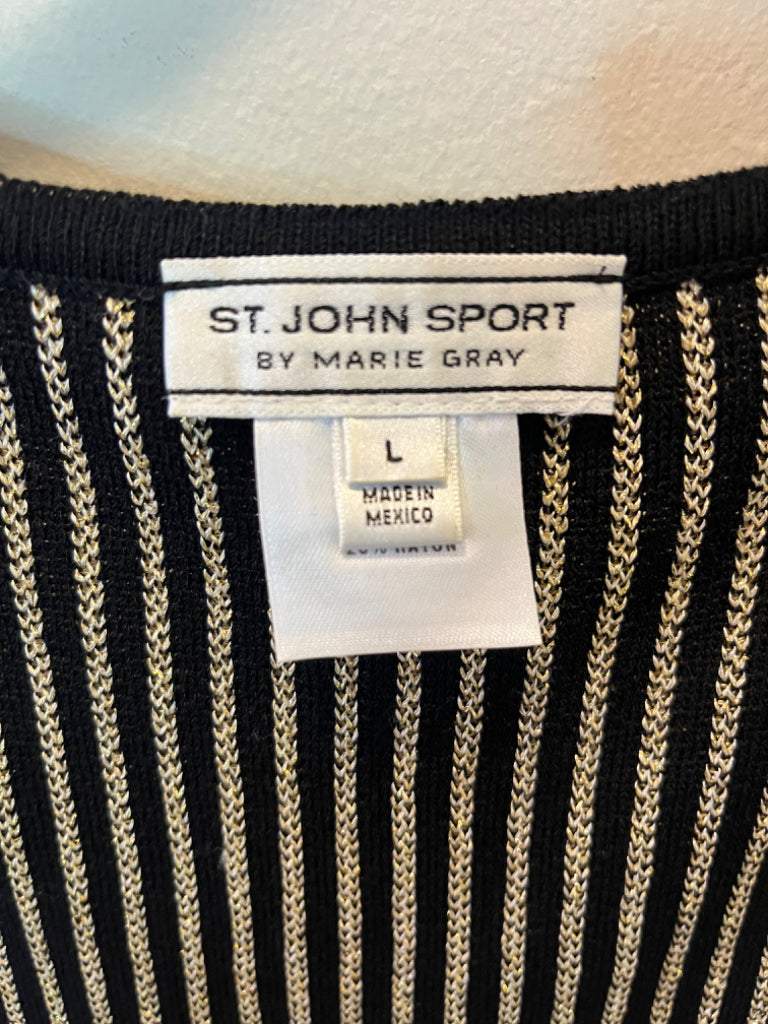 ST. JOHN SPORT
BY MARIE GRAY
L
MADE IN
MEXICO